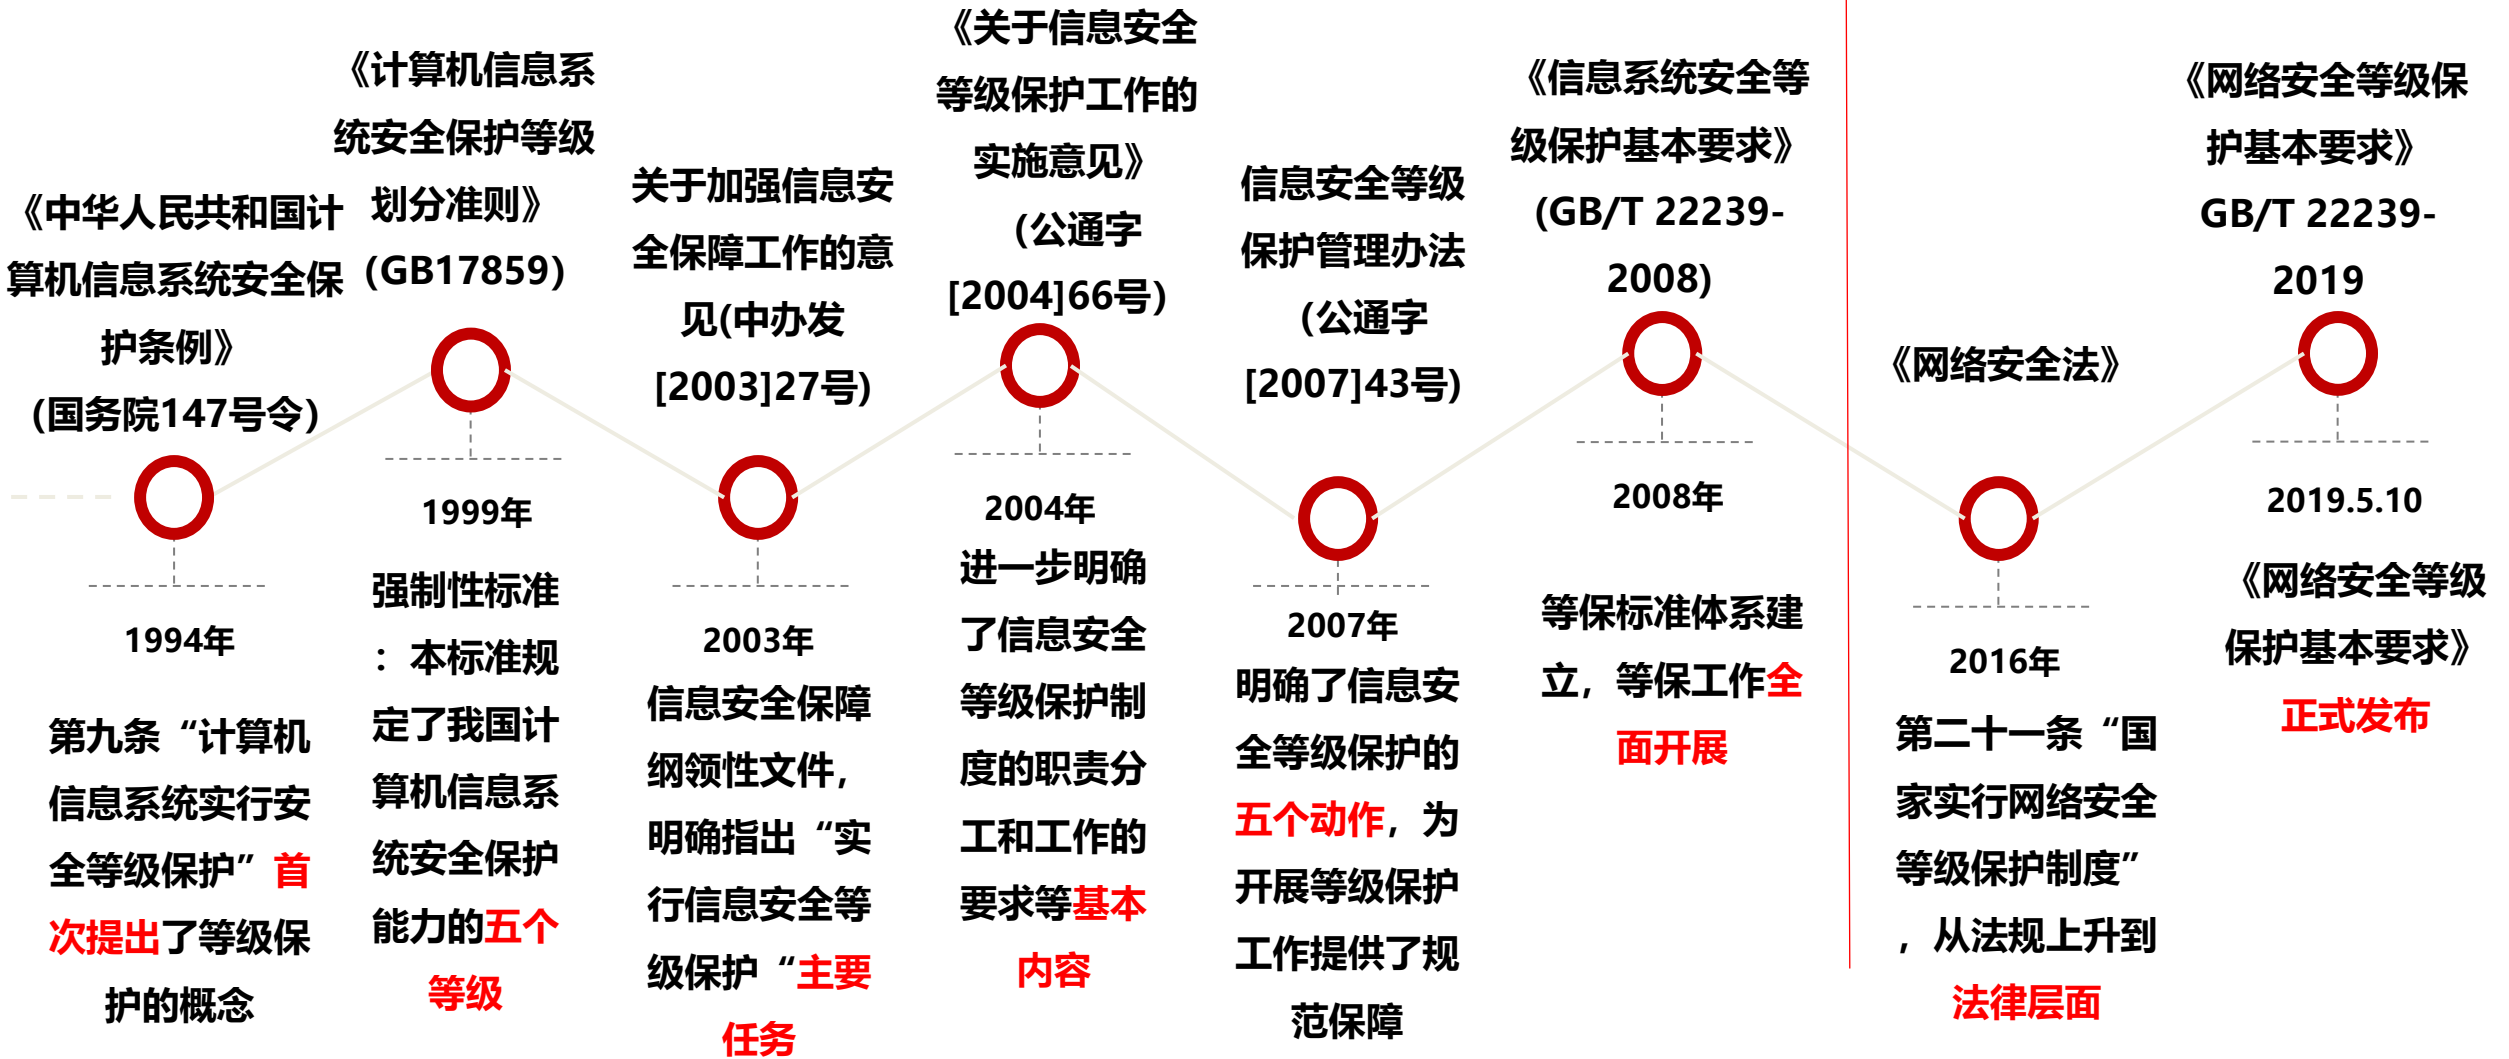 《中华人民共和国计
算机信息系统安全保
护条例》
(国务院147号令)
1994年
第九条“计算机
信息系统实行安
全等级保护”首
次提出了等级保
护的概念
《计算机信息系
统安全保护等级
划分准则》
(GB17859)
1999年
强制性标准
：本标准规
定了我国计
算机信息系
统安全保护
能力的五个
等级
关于加强信息安
全保障工作的意
见(中办发
[2003]27号)
2003年
信息安全保障
纲领性文件，
明确指出“实
行信息安全等
级保护“主要
任务
《关于信息安全
等级保护工作的
实施意见》
(公通字
[2004]66号)
2004年
进一步明确
了信息安全
等级保护制
度的职责分
工和工作的
要求等基本
内容
信息安全等级
保护管理办法
(公通字
[2007]43号)
2007年
明确了信息安
全等级保护的
五个动作，为
开展等级保护
工作提供了规
范保障
《信息系统安全等
级保护基本要求》
(GB/T 22239-
2008)
2008年
等保标准体系建
立，等保工作全
面开展
《网络安全法》
2016年
第二十一条“国
家实行网络安全
等级保护制度”
，从法规上升到
法律层面
《网络安全等级保
护基本要求》
GB/T 22239-
2019
2019.5.10
《网络安全等级
保护基本要求》
正式发布